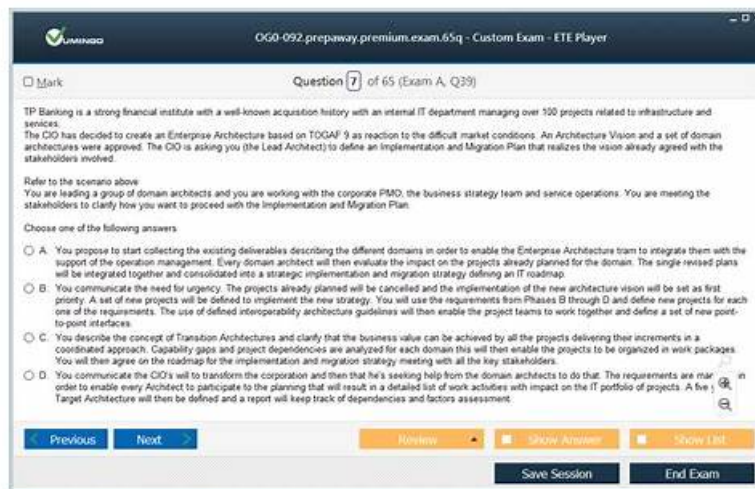 VUMINGO
OG0-092.prepaway.premium.exam.65q - Custom Exam - ETE Player
Mark
Question 7 of 65 (Exam A, Q39)
TP Banking is a strong financial institute with a well-known acquisition history with an internal IT department managing over 100 projects related to infrastructure and
services.
The CIO has decided to create an Enterprise Architecture based on TOGAF 9 as reaction to the difficult market conditions. An Architecture Vision and a set of domain
architectures were approved. The CIO is asking you (the Lead Architect) to define an Implementation and Migration Plan that realizes the vision already agreed with the
stakeholders involved.
Refer to the scenario above
You are leading a group of domain architects and you are working with the corporate PMO, the business strategy team and service operations. You are meeting the
stakeholders to clarify how you want to proceed with the Implementation and Migration Plan.
Choose one of the following answers
A. You propose to start collecting the existing deliverables describing the different domains in order to enable the Enterprise Architecture tram to integrate them with the
support of the operation management. Every domain architect will then evaluate the impact on the projects already planned for the domain. The single revised plans
will be integrated together and consolidated into a strategic implementation and migration strategy defining an IT roadmap.
B. You communicate the need for urgency. The projects already planned will be cancelled and the implementation of the new architecture vision will be set as first
priority. A set of new projects will be defined to implement the new strategy. You will use the requirements from Phases B through D and define new projects for each
one of the requirements. The use of defined interoperability architecture guidelines will then enable the project teams to work together and define a set of new point-
to-point interfaces.
C. You describe the concept of Transition Architectures and clarify that the business value can be achieved by all the projects delivering their increments in a
coordinated approach. Capability gaps and project dependencies are analyzed for each domain this will then enable the projects to be organized in work packages.
You will then agree on the roadmap for the implementation and migration strategy meeting with all the key stakeholders.
D. You communicate the CIO's will to transform the corporation and then that he's seeking help from the domain architects to do that. The requirements are in
order to enable every Architect to participate to the planning that will result in a detailed list of work activities with impact on the IT portfolio of projects. A five
Target Architecture will then be defined and a report will keep track of dependencies and factors assessment
Previous
Next
Review
Show Answer
Show List
Save Session
End Exam